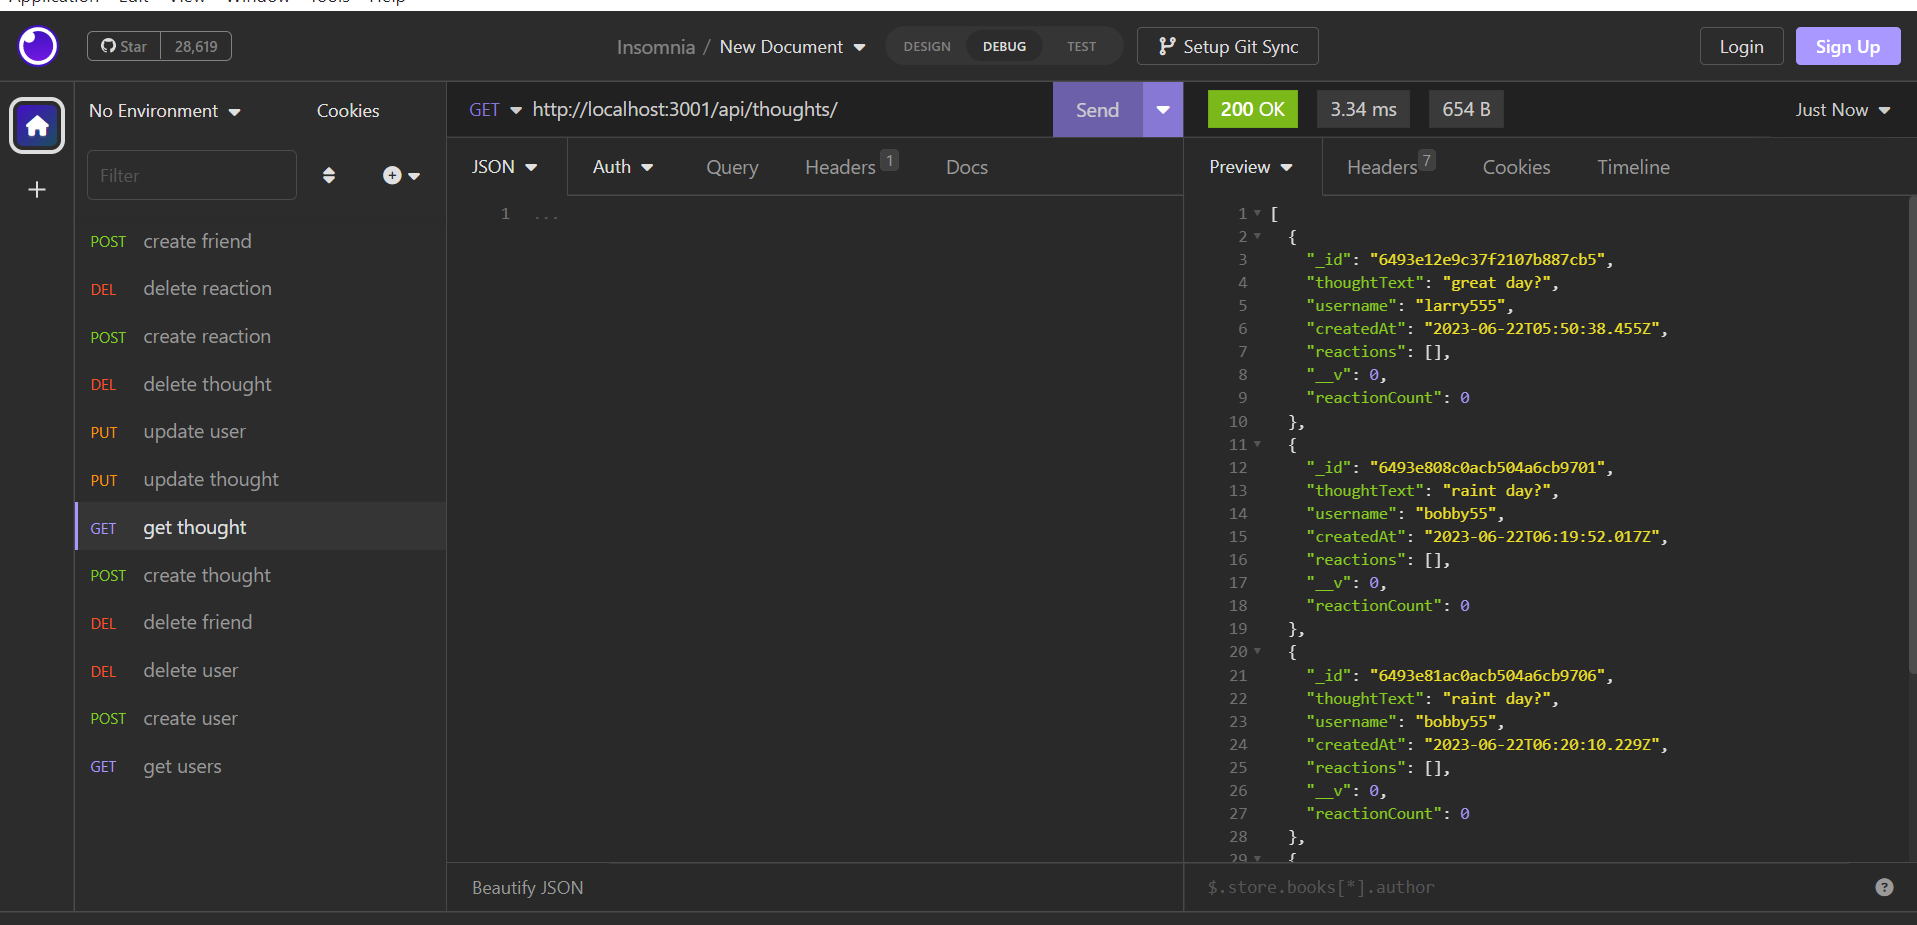 Application Edit View Window Tools Help
Star 28,619
Insomnia / New Document
DESIGN DEBUG TEST
Setup Git Sync
Login
Sign Up
No Environment
Cookies
Filter
POST create friend
DEL delete reaction
POST create reaction
DEL delete thought
PUT update user
PUT update thought
GET get thought
POST create thought
DEL delete friend
DEL delete user
POST create user
GET get users
GET http://localhost:3001/api/thoughts/
Send
JSON Auth Query Headers 1 Docs
1 ...
Beautify JSON
200 OK 3.34 ms 654 B Just Now
Preview Headers 7 Cookies Timeline
1 [
2 {
3 "_id": "6493e12e9c37f2107b887cb5",
4 "thoughtText": "great day?",
5 "username": "larry555",
6 "createdAt": "2023-06-22T05:50:38.455Z",
7 "reactions": [],
8 "__v": 0,
9 "reactionCount": 0
10 },
11 {
12 "_id": "6493e808c0acb504a6cb9701",
13 "thoughtText": "raint day?",
14 "username": "bobby55",
15 "createdAt": "2023-06-22T06:19:52.017Z",
16 "reactions": [],
17 "__v": 0,
18 "reactionCount": 0
19 },
20 {
21 "_id": "6493e81ac0acb504a6cb9706",
22 "thoughtText": "raint day?",
23 "username": "bobby55",
24 "createdAt": "2023-06-22T06:20:10.229Z",
25 "reactions": [],
26 "__v": 0,
27 "reactionCount": 0
28 },
29 {
$.store.books[*].author